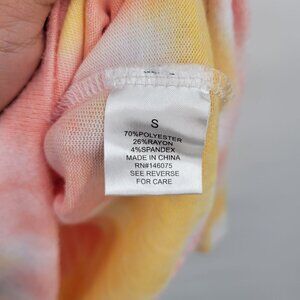 S
70%POLYESTER
26%RAYON
4%SPANDEX
MADE IN CHINA
RN#146075
SEE REVERSE
FOR CARE